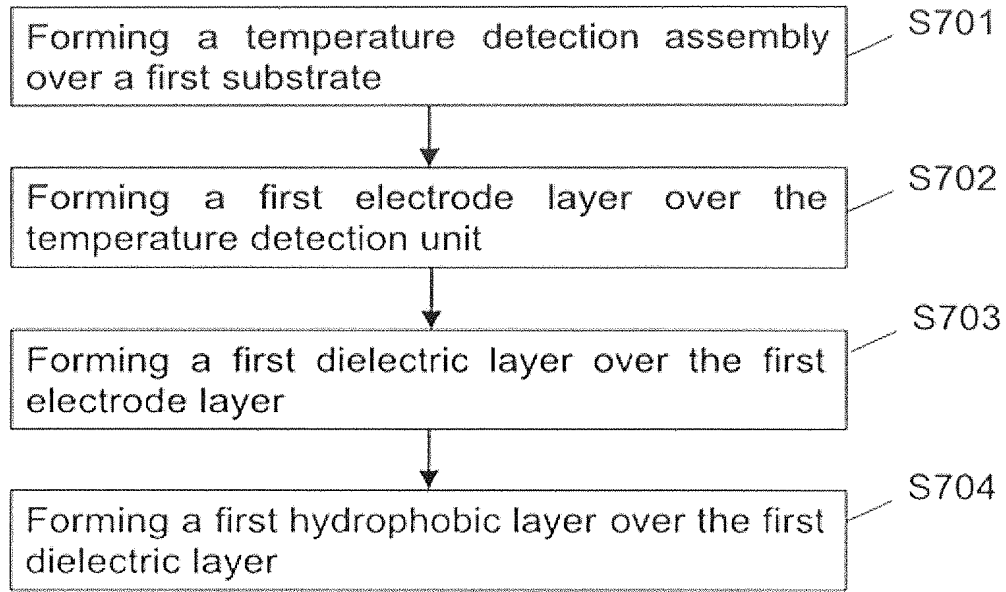 Forming a temperature detection assembly
over a first substrate
S701
Forming a first electrode layer over the
temperature detection unit
S702
Forming a first dielectric layer over the first
electrode layer
S703
Forming a first hydrophobic layer over the first
dielectric layer
S704